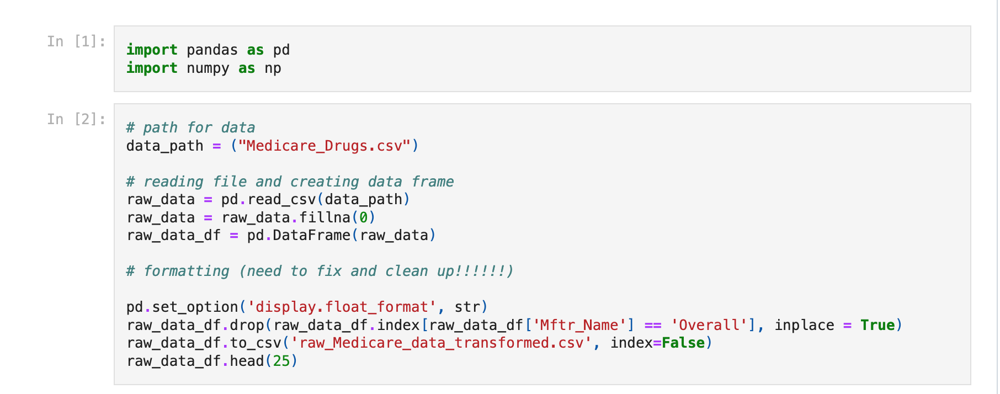 In [1]:
import pandas as pd
import numpy as np
In [2]:
# path for data
data_path = ("Medicare_Drugs.csv")
# reading file and creating data frame
raw_data = pd.read_csv(data_path)
raw_data = raw_data.fillna(0)
raw_data_df = pd.DataFrame(raw_data)
# formatting (need to fix and clean up!!!!!!)
pd.set_option('display.float_format', str)
raw_data_df.drop(raw_data_df.index[raw_data_df['Mftr_Name'] == 'Overall'], inplace = True)
raw_data_df.to_csv('raw_Medicare_data_transformed.csv', index=False)
raw_data_df.head(25)